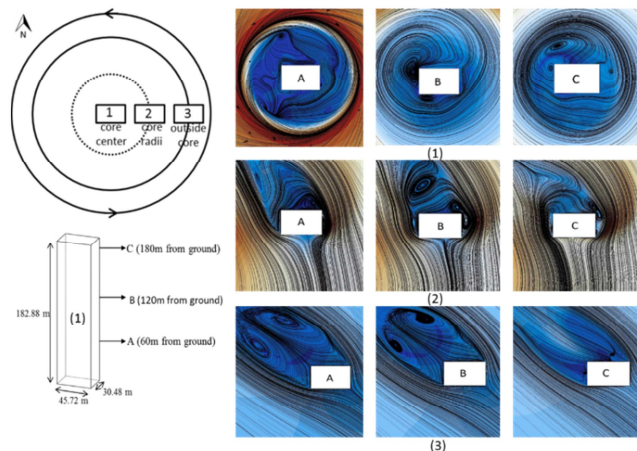 N
1
2
3
core
center
core
radii
outside
core
C (180m from ground)
B (120m from ground)
A (60m from ground)
182.88 m
(1)
45.72 m
30.48 m
A
B
C
(1)
A
B
C
(2)
A
B
C
(3)